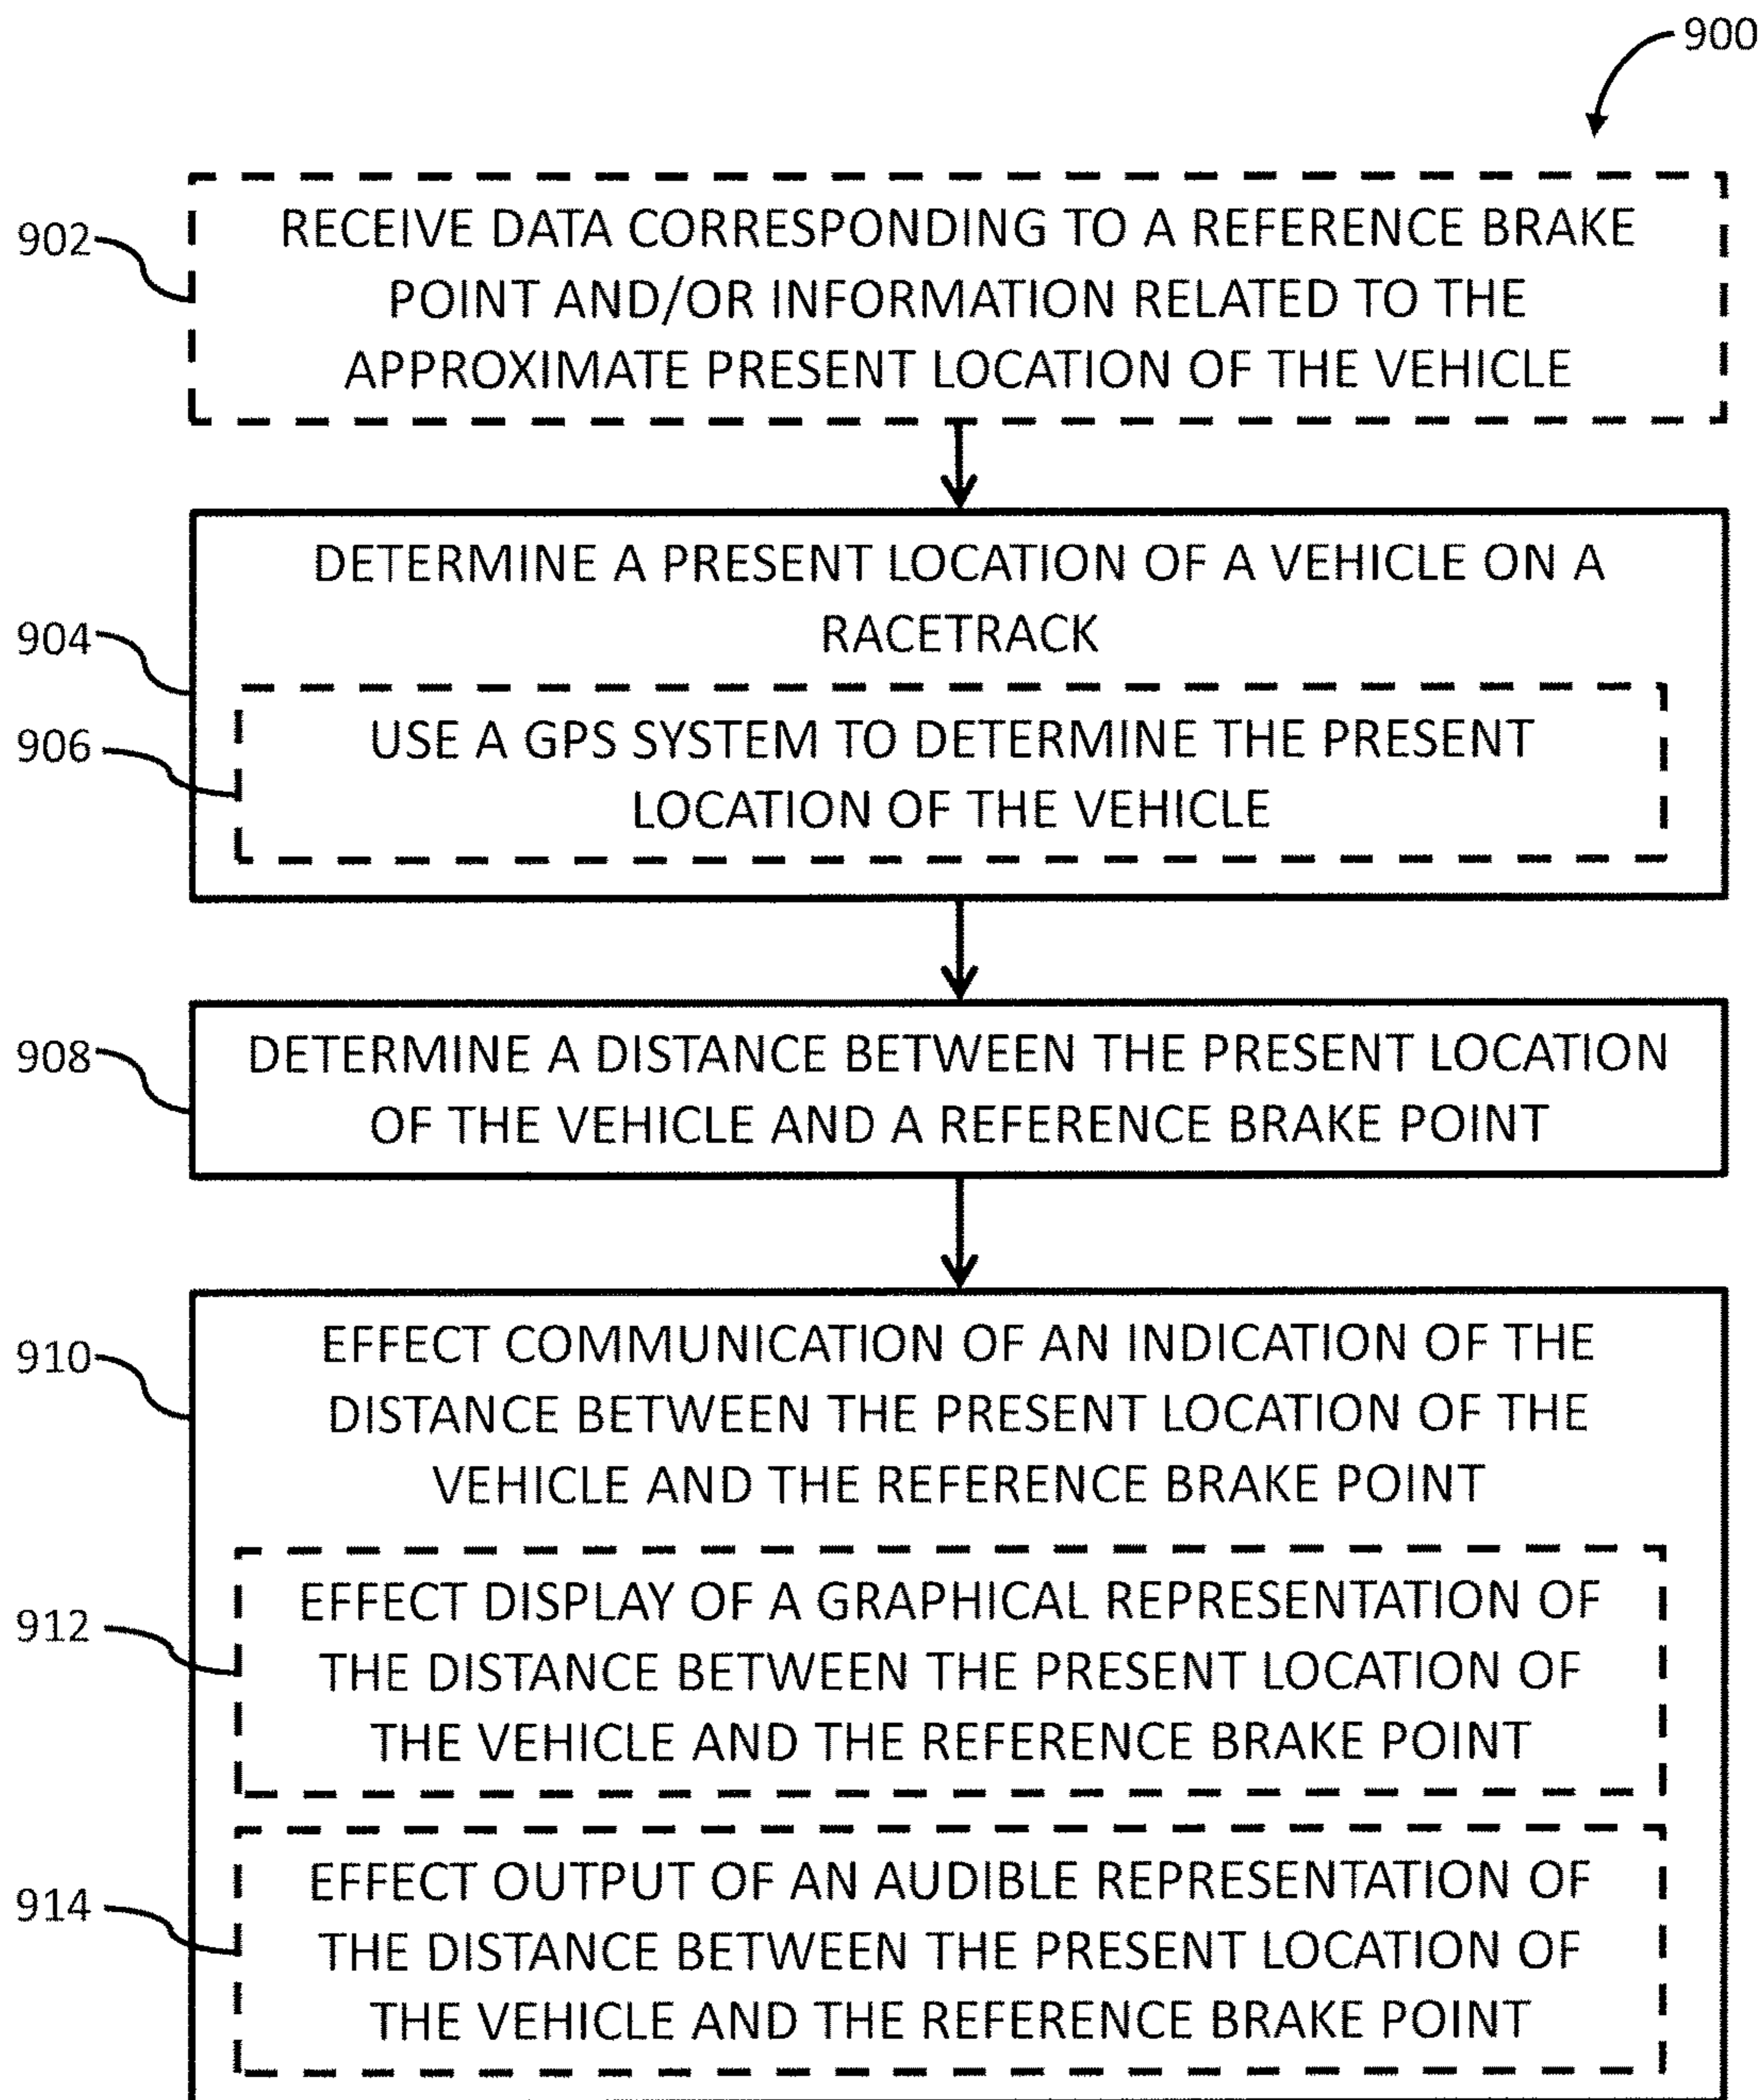 900
902
RECEIVE DATA CORRESPONDING TO A REFERENCE BRAKE
POINT AND/OR INFORMATION RELATED TO THE
APPROXIMATE PRESENT LOCATION OF THE VEHICLE
904
DETERMINE A PRESENT LOCATION OF A VEHICLE ON A
RACETRACK
906
USE A GPS SYSTEM TO DETERMINE THE PRESENT
LOCATION OF THE VEHICLE
908
DETERMINE A DISTANCE BETWEEN THE PRESENT LOCATION
OF THE VEHICLE AND A REFERENCE BRAKE POINT
910
EFFECT COMMUNICATION OF AN INDICATION OF THE
DISTANCE BETWEEN THE PRESENT LOCATION OF THE
VEHICLE AND THE REFERENCE BRAKE POINT
912
EFFECT DISPLAY OF A GRAPHICAL REPRESENTATION OF
THE DISTANCE BETWEEN THE PRESENT LOCATION OF
THE VEHICLE AND THE REFERENCE BRAKE POINT
914
EFFECT OUTPUT OF AN AUDIBLE REPRESENTATION OF
THE DISTANCE BETWEEN THE PRESENT LOCATION OF
THE VEHICLE AND THE REFERENCE BRAKE POINT